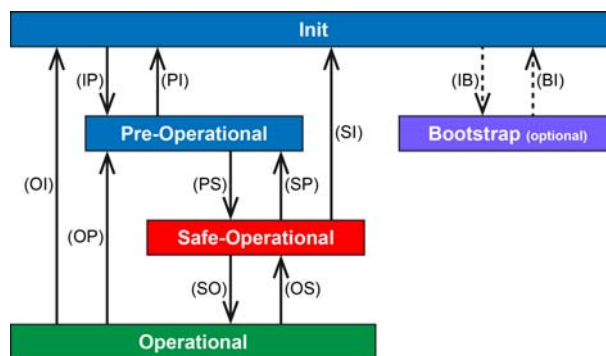 Init
(IP)
(PI)
(IB)
(BI)
Pre-Operational
(SI)
Bootstrap (optional)
(OI)
(PS)
(SP)
(OP)
Safe-Operational
(SO)
(OS)
Operational